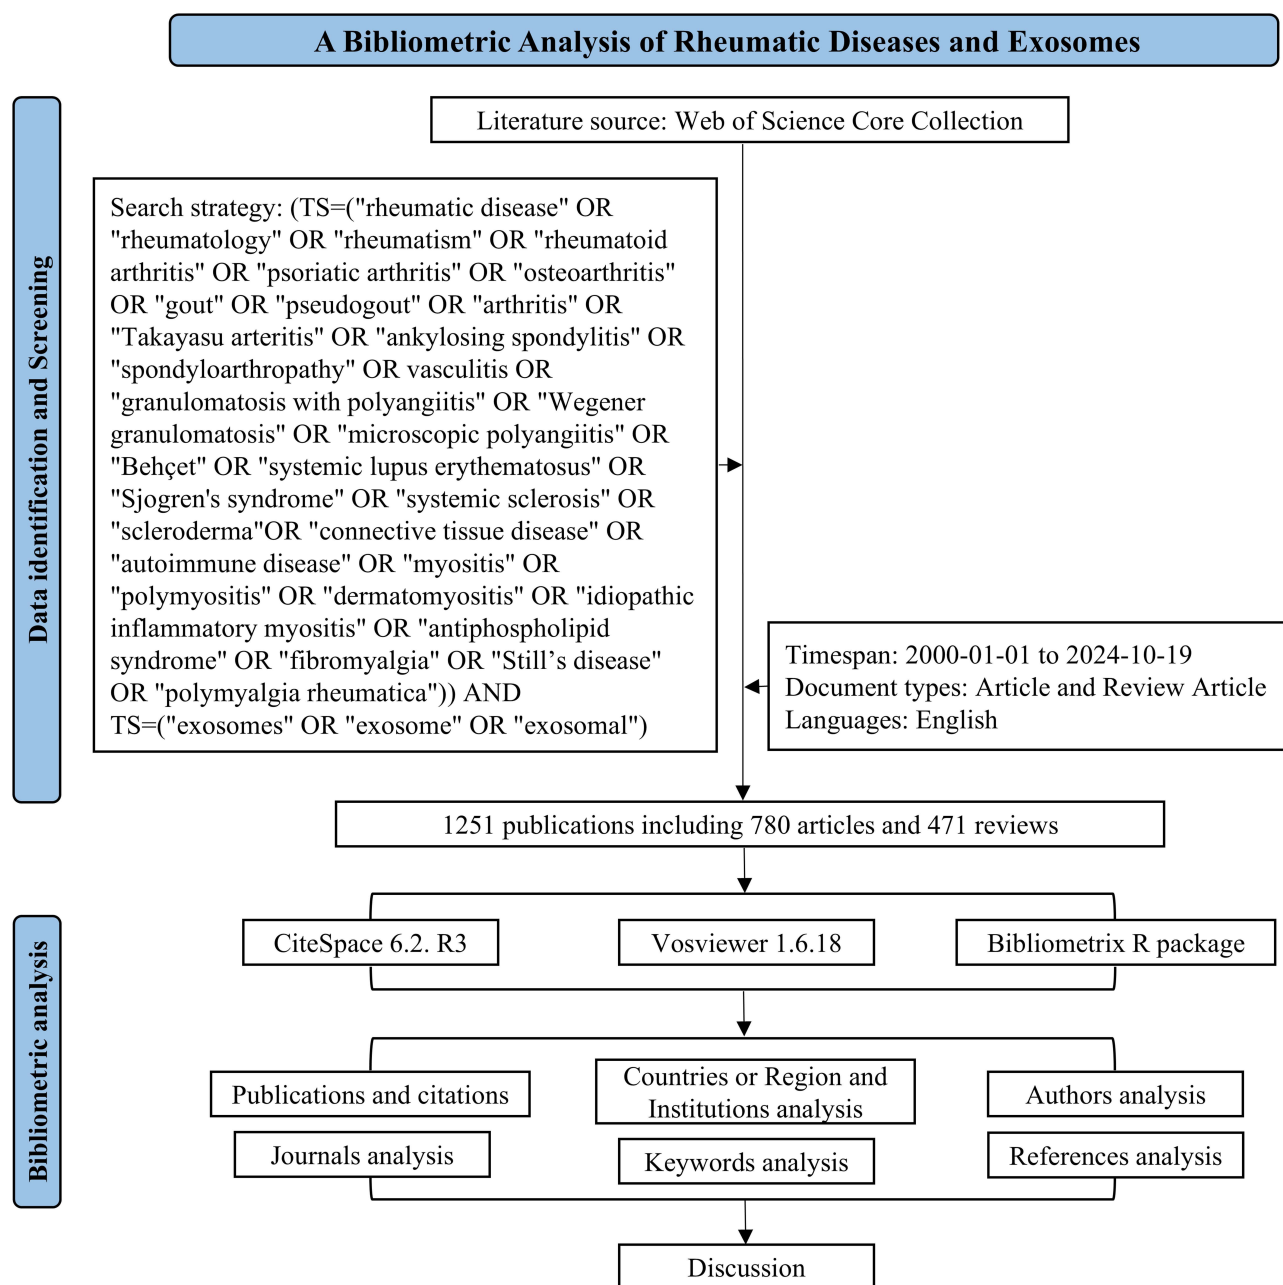 A Bibliometric Analysis of Rheumatic Diseases and Exosomes
Data identification and Screening
Literature source: Web of Science Core Collection
Search strategy: (TS=("rheumatic disease" OR
"rheumatology" OR "rheumatism" OR "rheumatoid
arthritis" OR "psoriatic arthritis" OR "osteoarthritis"
OR "gout" OR "pseudogout" OR "arthritis" OR
"Takayasu arteritis" OR "ankylosing spondylitis" OR
"spondyloarthropathy" OR vasculitis OR
"granulomatosis with polyangiitis" OR "Wegener
granulomatosis" OR "microscopic polyangiitis" OR
"Behçet" OR "systemic lupus erythematosus" OR
"Sjogren's syndrome" OR "systemic sclerosis" OR
"scleroderma"OR "connective tissue disease" OR
"autoimmune disease" OR "myositis" OR
"polymyositis" OR "dermatomyositis" OR "idiopathic
inflammatory myositis" OR "antiphospholipid
syndrome" OR "fibromyalgia" OR "Still’s disease"
OR "polymyalgia rheumatica")) AND
TS=("exosomes" OR "exosome" OR "exosomal")
Timespan: 2000-01-01 to 2024-10-19
Document types: Article and Review Article
Languages: English
1251 publications including 780 articles and 471 reviews
Bibliometric analysis
CiteSpace 6.2. R3
Vosviewer 1.6.18
Bibliometrix R package
Publications and citations
Countries or Region and
Institutions analysis
Authors analysis
Journals analysis
Keywords analysis
References analysis
Discussion